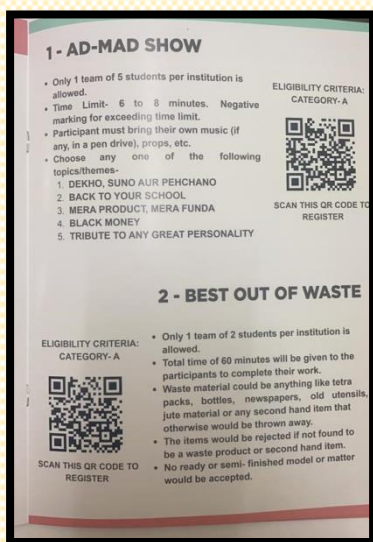 1- AD-MAD SHOW
• Only 1 team of 5 students per institution is
allowed.
• Time Limit- 6 to 8 minutes. Negative
marking for exceeding time limit.
• Participant must bring their own music (if
any, in a pen drive), props, etc.
• Choose any one of the following
topics/themes-
1. DEKHO, SUNO AUR PEHCHANO
2. BACK TO YOUR SCHOOL
3. MERA PRODUCT, MERA FUNDA
4. BLACK MONEY
5. TRIBUTE TO ANY GREAT PERSONALITY
ELIGIBILITY CRITERIA:
CATEGORY- A
SCAN THIS QR CODE TO
REGISTER
2 - BEST OUT OF WASTE
ELIGIBILITY CRITERIA:
CATEGORY- A
SCAN THIS QR CODE TO
REGISTER
• Only 1 team of 2 students per institution is
allowed.
• Total time of 60 minutes will be given to the
participants to complete their work.
• Waste material could be anything like tetra
packs, bottles, newspapers, old utensils,
jute material or any second hand item that
otherwise would be thrown away.
• The items would be rejected if not found to
be a waste product or second hand item.
• No ready or semi- finished model or matter
would be accepted.